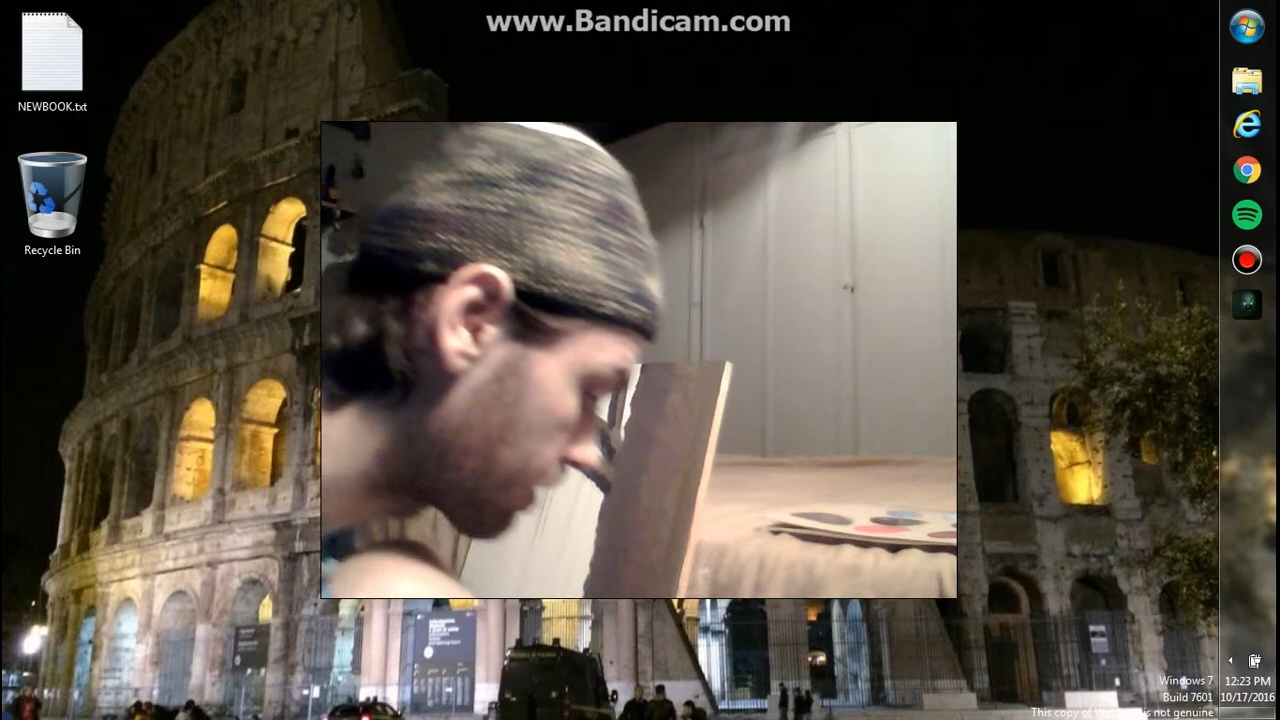 www.Bandicam.com
NEWBOOK.txt
Recycle Bin
12:23 PM
10/17/2016
Windows 7
Build 7601
This copy of
is not genuine